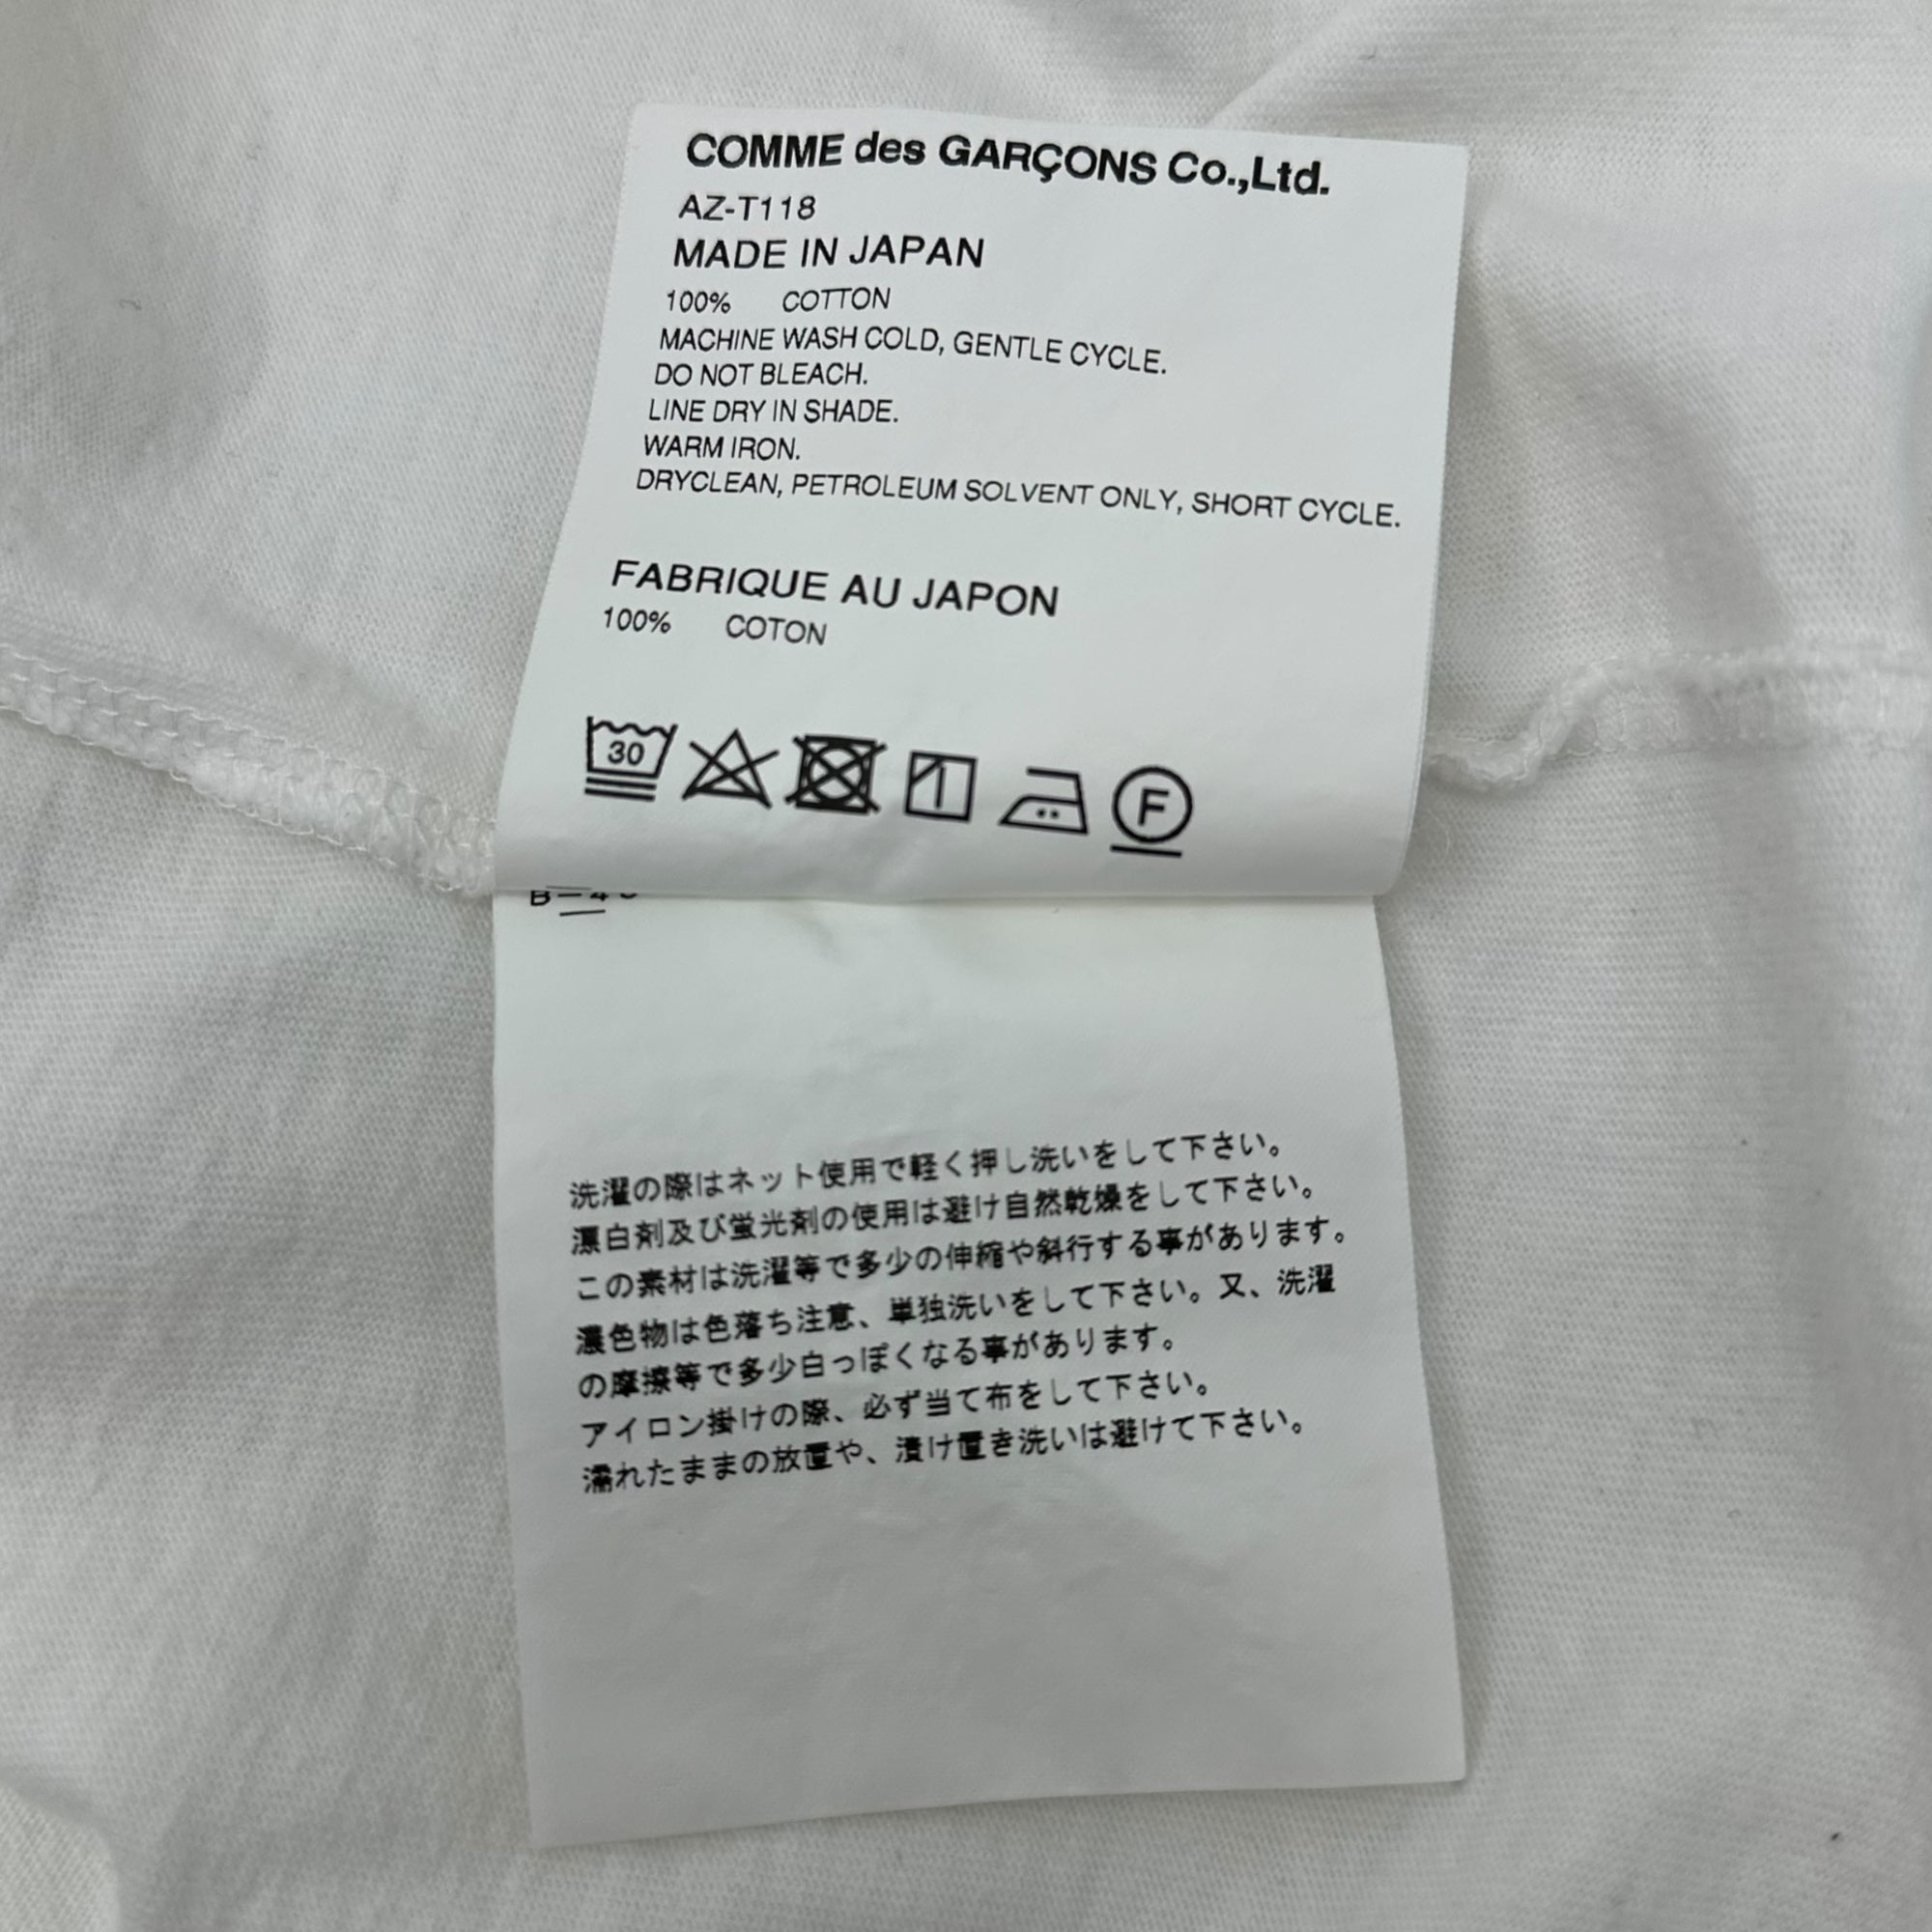 COMME des GARÇONS Co.,Ltd.
AZ-T118
MADE IN JAPAN
100% COTTON
MACHINE WASH COLD, GENTLE CYCLE.
DO NOT BLEACH.
LINE DRY IN SHADE.
WARM IRON.
DRYCLEAN, PETROLEUM SOLVENT ONLY, SHORT CYCLE.
FABRIQUE AU JAPON
100% COTON
30 F
洗濯の際はネット使用で軽く押し洗いをして下さい。
漂白剤及び蛍光剤の使用は避け自然乾燥をして下さい。
この素材は洗濯等で多少の伸縮や斜行する事があります。
濃色物は色落ち注意、単独洗いをして下さい。又、洗濯
の摩擦等で多少白っぽくなる事があります。
アイロン掛けの際、必ず当て布をして下さい。
濡れたままの放置や、漬け置き洗いは避けて下さい。